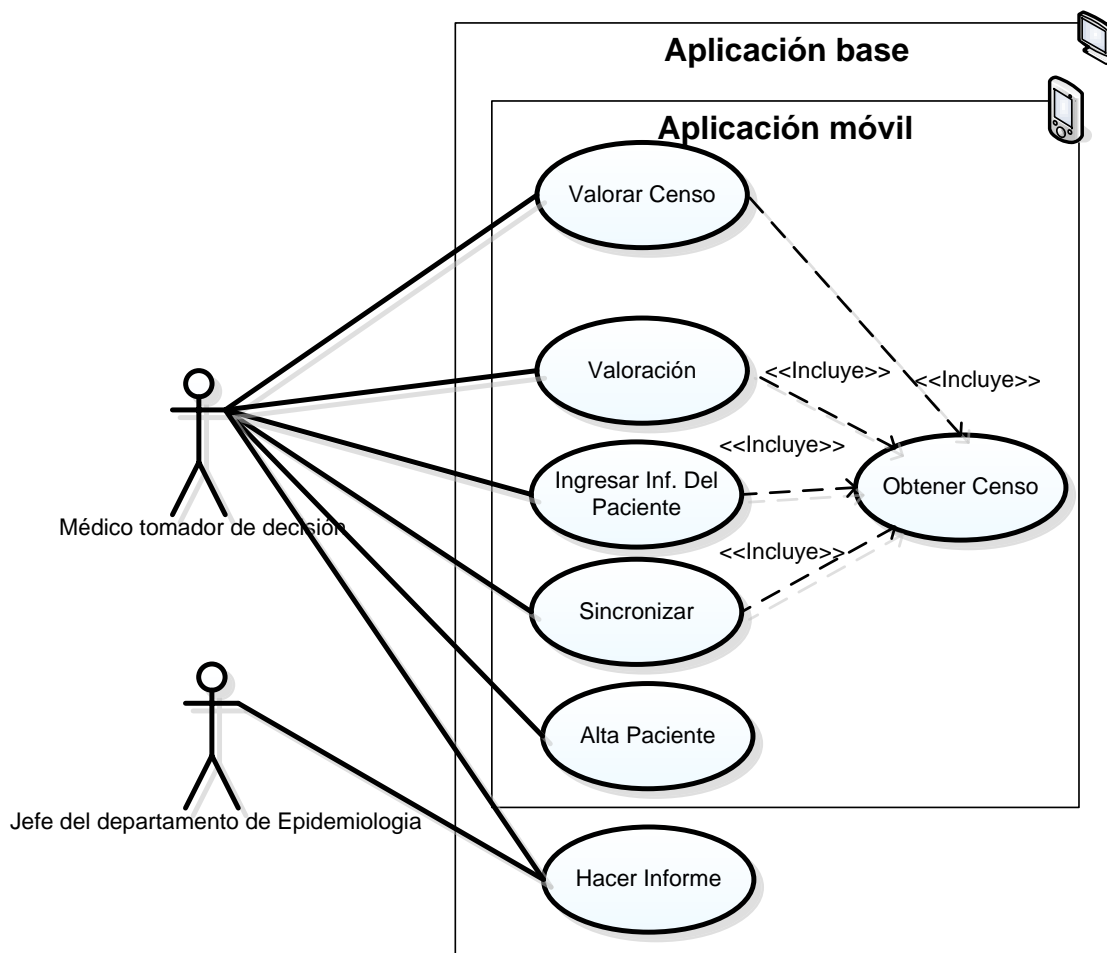 Aplicación base
Aplicación móvil
Valorar Censo
Valoración
<<Incluye>>
<<Incluye>>
<<Incluye>>
Ingresar Inf. Del
Paciente
Obtener Censo
Médico tomador de decisión
<<Incluye>>
Sincronizar
Alta Paciente
Jefe del departamento de Epidemiologia
Hacer Informe